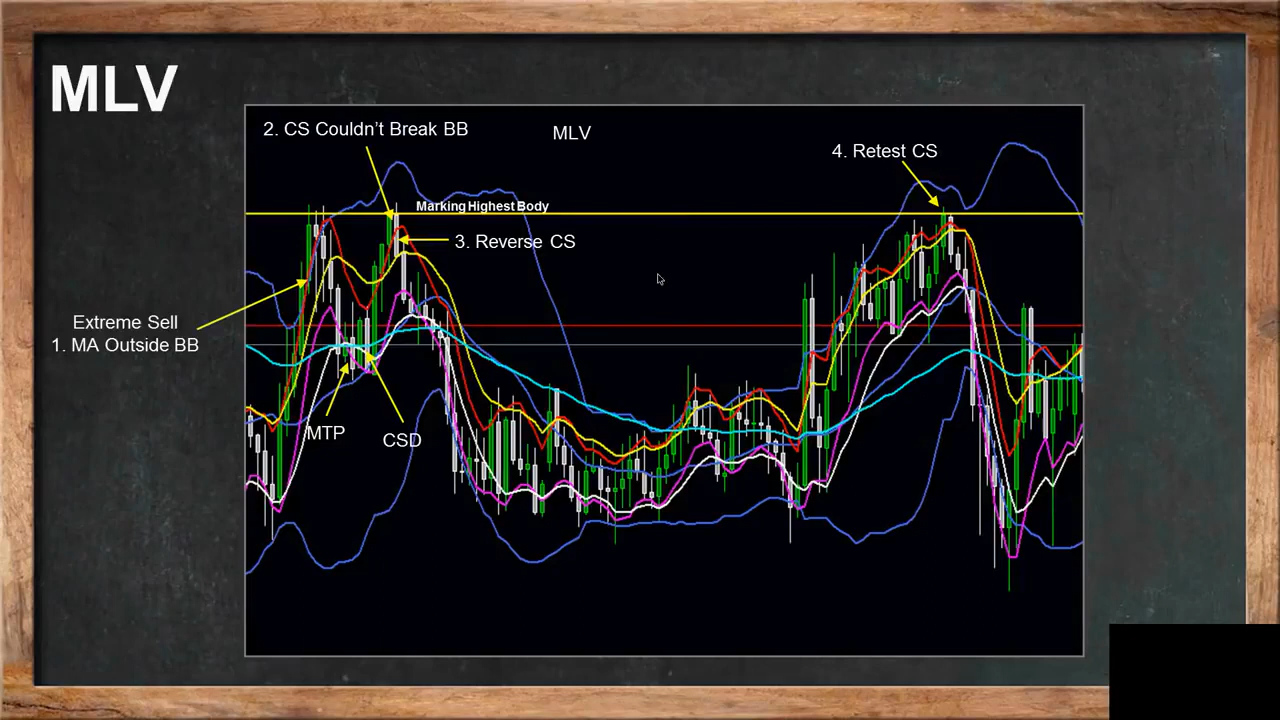 MLV
2. CS Couldn't Break BB
MLV
4. Retest CS
Marking Highest Body
3. Reverse CS
Extreme Sell
1. MA Outside BB
MTP
CSD